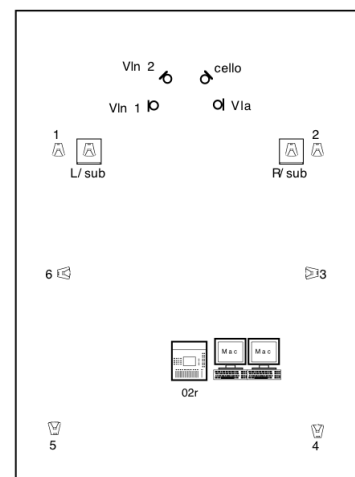 Vln 2
cello
Vln 1
Vla
1
2
L/ sub
R/ sub
6
3
Mac
Mac
02r
5
4